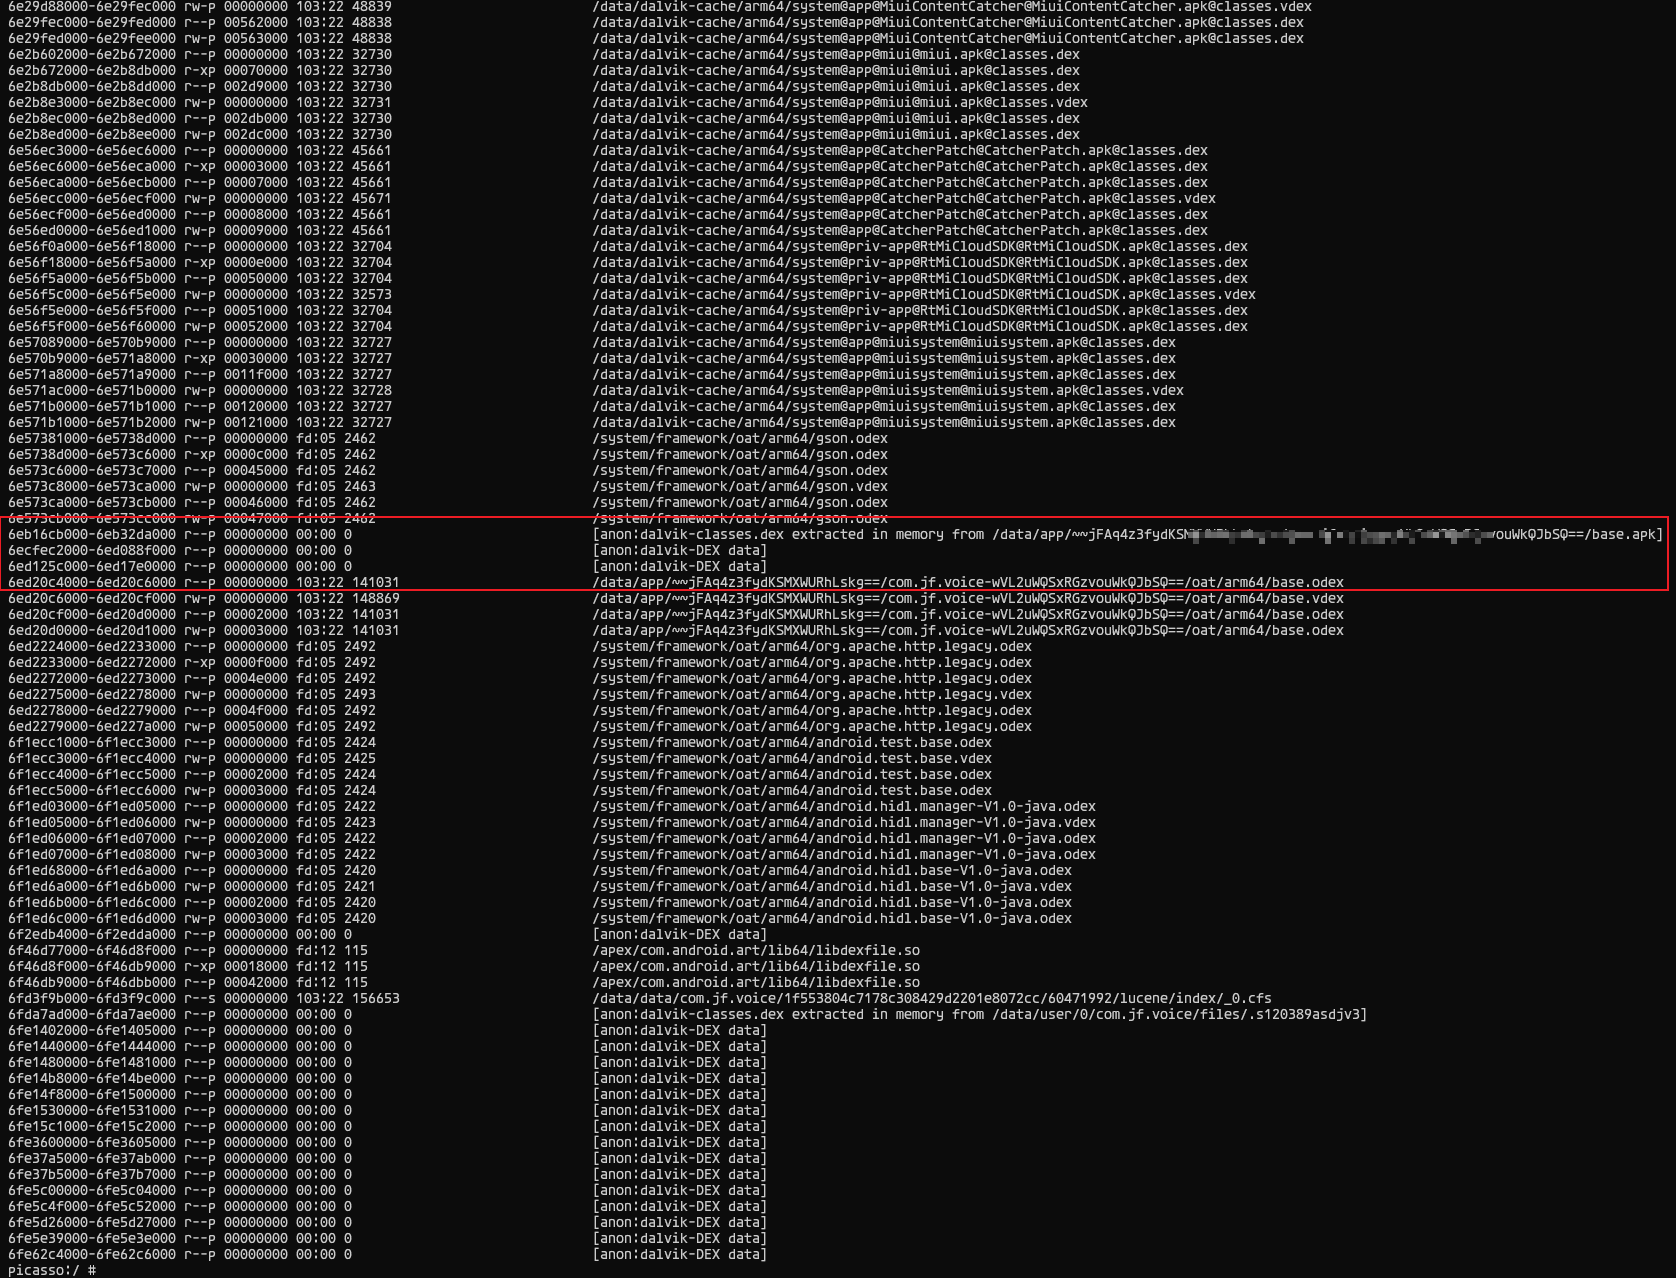 6e29d88000-6e29fec000 rw-p 00000000 103:22 48839 /data/dalvik-cache/arm64/system@app@MiuiContentCatcher@MiuiContentCatcher.apk@classes.vdex
6e29fec000-6e29fed000 r--p 00562000 103:22 48838 /data/dalvik-cache/arm64/system@app@MiuiContentCatcher@MiuiContentCatcher.apk@classes.dex
6e29fed000-6e29fee000 rw-p 00563000 103:22 48838 /data/dalvik-cache/arm64/system@app@MiuiContentCatcher@MiuiContentCatcher.apk@classes.dex
6e2b602000-6e2b672000 r--p 00000000 103:22 32730 /data/dalvik-cache/arm64/system@app@miui@miui.apk@classes.dex
6e2b672000-6e2b8db000 r-xp 00070000 103:22 32730 /data/dalvik-cache/arm64/system@app@miui@miui.apk@classes.dex
6e2b8db000-6e2b8dd000 r--p 002d9000 103:22 32730 /data/dalvik-cache/arm64/system@app@miui@miui.apk@classes.dex
6e2b8e3000-6e2b8ec000 rw-p 00000000 103:22 32731 /data/dalvik-cache/arm64/system@app@miui@miui.apk@classes.vdex
6e2b8ec000-6e2b8ed000 r--p 002db000 103:22 32730 /data/dalvik-cache/arm64/system@app@miui@miui.apk@classes.dex
6e2b8ed000-6e2b8ee000 rw-p 002dc000 103:22 32730 /data/dalvik-cache/arm64/system@app@miui@miui.apk@classes.dex
6e56ec3000-6e56ec6000 r--p 00000000 103:22 45661 /data/dalvik-cache/arm64/system@app@CatcherPatch@CatcherPatch.apk@classes.dex
6e56ec6000-6e56eca000 r-xp 00003000 103:22 45661 /data/dalvik-cache/arm64/system@app@CatcherPatch@CatcherPatch.apk@classes.dex
6e56eca000-6e56ecb000 r--p 00007000 103:22 45661 /data/dalvik-cache/arm64/system@app@CatcherPatch@CatcherPatch.apk@classes.dex
6e56ecc000-6e56ecf000 rw-p 00000000 103:22 45671 /data/dalvik-cache/arm64/system@app@CatcherPatch@CatcherPatch.apk@classes.vdex
6e56ecf000-6e56ed0000 r--p 00008000 103:22 45661 /data/dalvik-cache/arm64/system@app@CatcherPatch@CatcherPatch.apk@classes.dex
6e56ed0000-6e56ed1000 rw-p 00009000 103:22 45661 /data/dalvik-cache/arm64/system@app@CatcherPatch@CatcherPatch.apk@classes.dex
6e56f0a000-6e56f18000 r--p 00000000 103:22 32704 /data/dalvik-cache/arm64/system@priv-app@RtMiCloudSDK@RtMiCloudSDK.apk@classes.dex
6e56f18000-6e56f5a000 r-xp 0000e000 103:22 32704 /data/dalvik-cache/arm64/system@priv-app@RtMiCloudSDK@RtMiCloudSDK.apk@classes.dex
6e56f5a000-6e56f5b000 r--p 00050000 103:22 32704 /data/dalvik-cache/arm64/system@priv-app@RtMiCloudSDK@RtMiCloudSDK.apk@classes.dex
6e56f5c000-6e56f5e000 rw-p 00000000 103:22 32573 /data/dalvik-cache/arm64/system@priv-app@RtMiCloudSDK@RtMiCloudSDK.apk@classes.vdex
6e56f5e000-6e56f5f000 r--p 00051000 103:22 32704 /data/dalvik-cache/arm64/system@priv-app@RtMiCloudSDK@RtMiCloudSDK.apk@classes.dex
6e56f5f000-6e56f60000 rw-p 00052000 103:22 32704 /data/dalvik-cache/arm64/system@priv-app@RtMiCloudSDK@RtMiCloudSDK.apk@classes.dex
6e57089000-6e570b9000 r--p 00000000 103:22 32727 /data/dalvik-cache/arm64/system@app@miuisystem@miuisystem.apk@classes.dex
6e570b9000-6e571a8000 r-xp 00030000 103:22 32727 /data/dalvik-cache/arm64/system@app@miuisystem@miuisystem.apk@classes.dex
6e571a8000-6e571a9000 r--p 0011f000 103:22 32727 /data/dalvik-cache/arm64/system@app@miuisystem@miuisystem.apk@classes.dex
6e571ac000-6e571b0000 rw-p 00000000 103:22 32728 /data/dalvik-cache/arm64/system@app@miuisystem@miuisystem.apk@classes.vdex
6e571b0000-6e571b1000 r--p 00120000 103:22 32727 /data/dalvik-cache/arm64/system@app@miuisystem@miuisystem.apk@classes.dex
6e571b1000-6e571b2000 rw-p 00121000 103:22 32727 /data/dalvik-cache/arm64/system@app@miuisystem@miuisystem.apk@classes.dex
6e57381000-6e5738d000 r--p 00000000 fd:05 2462 /system/framework/oat/arm64/gson.odex
6e5738d000-6e573c6000 r-xp 0000c000 fd:05 2462 /system/framework/oat/arm64/gson.odex
6e573c6000-6e573c7000 r--p 00045000 fd:05 2462 /system/framework/oat/arm64/gson.odex
6e573c8000-6e573ca000 rw-p 00000000 fd:05 2463 /system/framework/oat/arm64/gson.vdex
6e573ca000-6e573cb000 r--p 00046000 fd:05 2462 /system/framework/oat/arm64/gson.odex
6e573cb000-6e573cc000 rw-p 00047000 fd:05 2462 /system/framework/oat/arm64/gson.odex
6eb16cb000-6eb32da000 r--p 00000000 00:00 0 [anon:dalvik-classes.dex extracted in memory from /data/app/~~jFAq4z3fydKSM vouWkQJbSQ==/base.apk]
6ecfec2000-6ed088f000 r--p 00000000 00:00 0 [anon:dalvik-DEX data]
6ed125c000-6ed17e0000 r--p 00000000 00:00 0 [anon:dalvik-DEX data]
6ed20c4000-6ed20c6000 r--p 00000000 103:22 141031 /data/app/~~jFAq4z3fydKSMXWURhLskg==/com.jf.voice-wVL2uWQSxRGzvouWkQJbSQ==/oat/arm64/base.odex
6ed20c6000-6ed20cf000 rw-p 00000000 103:22 148869 /data/app/~~jFAq4z3fydKSMXWURhLskg==/com.jf.voice-wVL2uWQSxRGzvouWkQJbSQ==/oat/arm64/base.vdex
6ed20cf000-6ed20d0000 r--p 00002000 103:22 141031 /data/app/~~jFAq4z3fydKSMXWURhLskg==/com.jf.voice-wVL2uWQSxRGzvouWkQJbSQ==/oat/arm64/base.odex
6ed20d0000-6ed20d1000 rw-p 00003000 103:22 141031 /data/app/~~jFAq4z3fydKSMXWURhLskg==/com.jf.voice-wVL2uWQSxRGzvouWkQJbSQ==/oat/arm64/base.odex
6ed2224000-6ed2233000 r--p 00000000 fd:05 2492 /system/framework/oat/arm64/org.apache.http.legacy.odex
6ed2233000-6ed2272000 r-xp 0000f000 fd:05 2492 /system/framework/oat/arm64/org.apache.http.legacy.odex
6ed2272000-6ed2273000 r--p 0004e000 fd:05 2492 /system/framework/oat/arm64/org.apache.http.legacy.odex
6ed2275000-6ed2278000 rw-p 00000000 fd:05 2493 /system/framework/oat/arm64/org.apache.http.legacy.vdex
6ed2278000-6ed2279000 r--p 0004f000 fd:05 2492 /system/framework/oat/arm64/org.apache.http.legacy.odex
6ed2279000-6ed227a000 rw-p 00050000 fd:05 2492 /system/framework/oat/arm64/org.apache.http.legacy.odex
6f1ecc1000-6f1ecc3000 r--p 00000000 fd:05 2424 /system/framework/oat/arm64/android.test.base.odex
6f1ecc3000-6f1ecc4000 rw-p 00000000 fd:05 2425 /system/framework/oat/arm64/android.test.base.vdex
6f1ecc4000-6f1ecc5000 r--p 00002000 fd:05 2424 /system/framework/oat/arm64/android.test.base.odex
6f1ecc5000-6f1ecc6000 rw-p 00003000 fd:05 2424 /system/framework/oat/arm64/android.test.base.odex
6f1ed03000-6f1ed05000 r--p 00000000 fd:05 2422 /system/framework/oat/arm64/android.hidl.manager-V1.0-java.odex
6f1ed05000-6f1ed06000 rw-p 00000000 fd:05 2423 /system/framework/oat/arm64/android.hidl.manager-V1.0-java.vdex
6f1ed06000-6f1ed07000 r--p 00002000 fd:05 2422 /system/framework/oat/arm64/android.hidl.manager-V1.0-java.odex
6f1ed07000-6f1ed08000 rw-p 00003000 fd:05 2422 /system/framework/oat/arm64/android.hidl.manager-V1.0-java.odex
6f1ed68000-6f1ed6a000 r--p 00000000 fd:05 2420 /system/framework/oat/arm64/android.hidl.base-V1.0-java.odex
6f1ed6a000-6f1ed6b000 rw-p 00000000 fd:05 2421 /system/framework/oat/arm64/android.hidl.base-V1.0-java.vdex
6f1ed6b000-6f1ed6c000 r--p 00002000 fd:05 2420 /system/framework/oat/arm64/android.hidl.base-V1.0-java.odex
6f1ed6c000-6f1ed6d000 rw-p 00003000 fd:05 2420 /system/framework/oat/arm64/android.hidl.base-V1.0-java.odex
6f2edb4000-6f2edda000 r--p 00000000 00:00 0 [anon:dalvik-DEX data]
6f46d77000-6f46d8f000 r--p 00000000 fd:12 115 /apex/com.android.art/lib64/libdexfile.so
6f46d8f000-6f46db9000 r-xp 00018000 fd:12 115 /apex/com.android.art/lib64/libdexfile.so
6f46db9000-6f46dbb000 r--p 00042000 fd:12 115 /apex/com.android.art/lib64/libdexfile.so
6fd3f9b000-6fd3f9c000 r--s 00000000 103:22 156653 /data/data/com.jf.voice/1f553804c7178c308429d2201e8072cc/60471992/lucene/index/_0.cfs
6fda7ad000-6fda7ae000 r--p 00000000 00:00 0 [anon:dalvik-classes.dex extracted in memory from /data/user/0/com.jf.voice/files/.s120389asdjv3]
6fe1402000-6fe1405000 r--p 00000000 00:00 0 [anon:dalvik-DEX data]
6fe1440000-6fe1444000 r--p 00000000 00:00 0 [anon:dalvik-DEX data]
6fe1480000-6fe1481000 r--p 00000000 00:00 0 [anon:dalvik-DEX data]
6fe14b8000-6fe14be000 r--p 00000000 00:00 0 [anon:dalvik-DEX data]
6fe14f8000-6fe1500000 r--p 00000000 00:00 0 [anon:dalvik-DEX data]
6fe1530000-6fe1531000 r--p 00000000 00:00 0 [anon:dalvik-DEX data]
6fe15c1000-6fe15c2000 r--p 00000000 00:00 0 [anon:dalvik-DEX data]
6fe3600000-6fe3605000 r--p 00000000 00:00 0 [anon:dalvik-DEX data]
6fe37a5000-6fe37ab000 r--p 00000000 00:00 0 [anon:dalvik-DEX data]
6fe37b5000-6fe37b7000 r--p 00000000 00:00 0 [anon:dalvik-DEX data]
6fe5c00000-6fe5c04000 r--p 00000000 00:00 0 [anon:dalvik-DEX data]
6fe5c4f000-6fe5c52000 r--p 00000000 00:00 0 [anon:dalvik-DEX data]
6fe5d26000-6fe5d27000 r--p 00000000 00:00 0 [anon:dalvik-DEX data]
6fe5e39000-6fe5e3e000 r--p 00000000 00:00 0 [anon:dalvik-DEX data]
6fe62c4000-6fe62c6000 r--p 00000000 00:00 0 [anon:dalvik-DEX data]
picasso:/ #